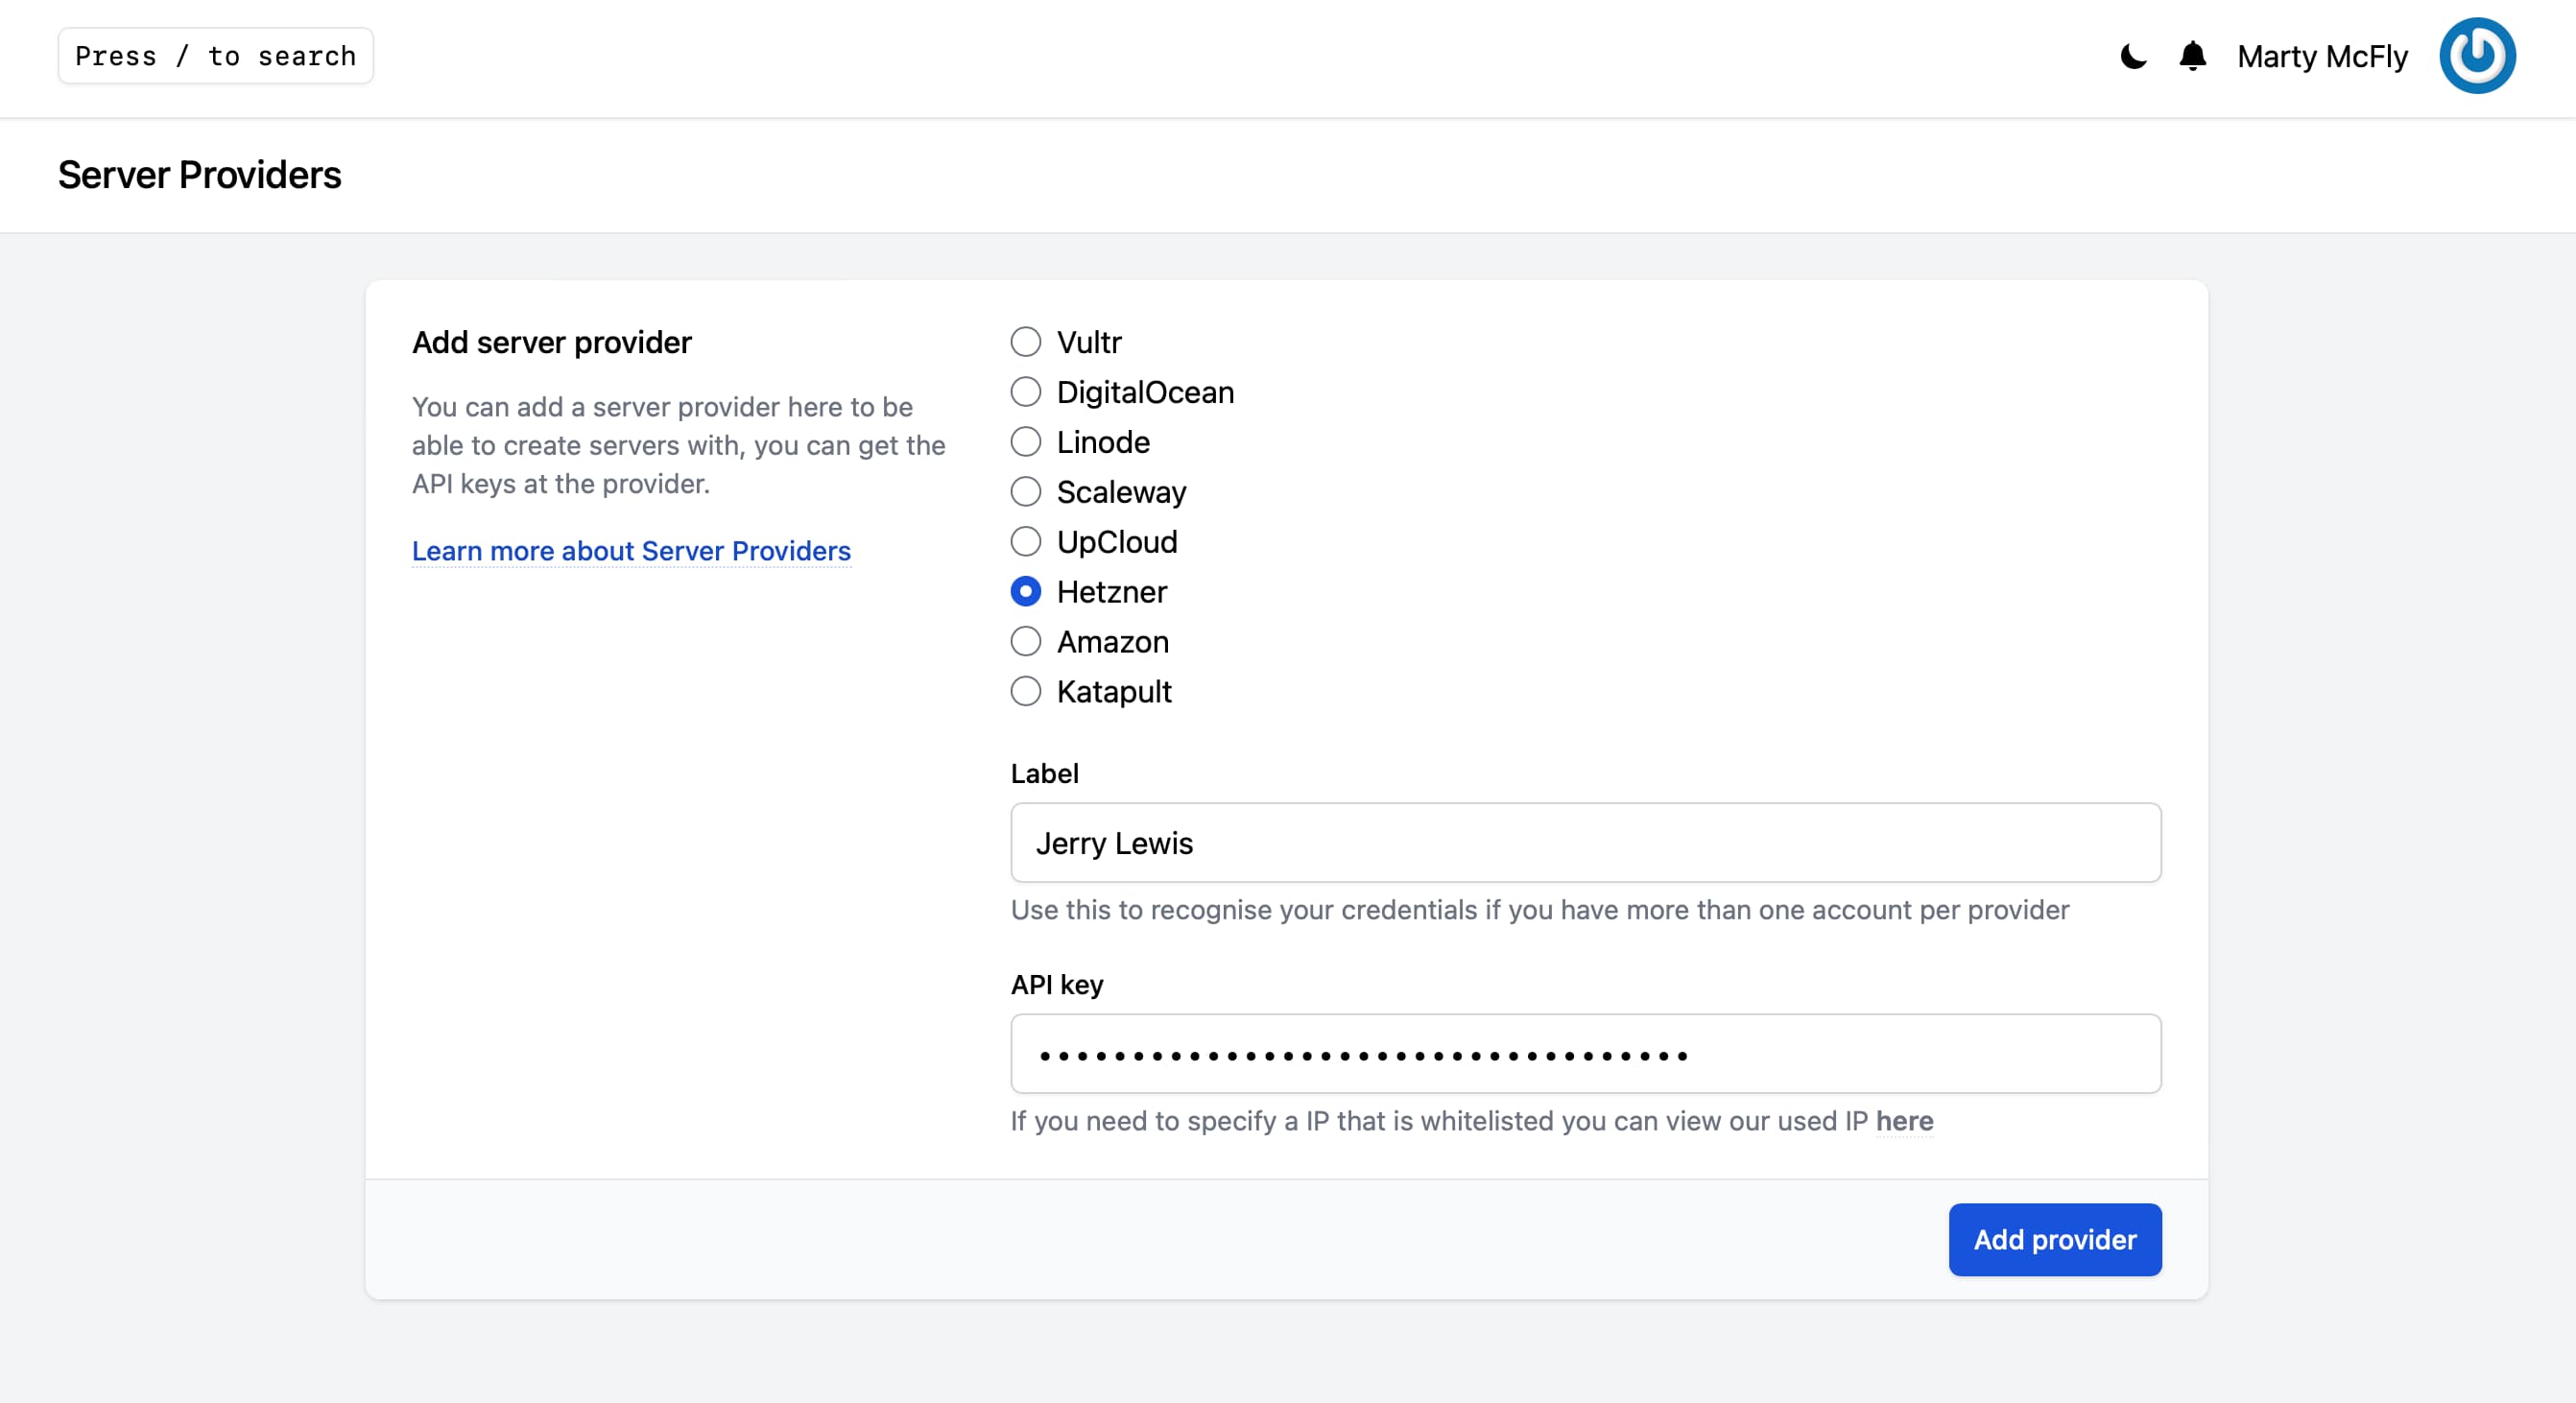 Press / to search
Marty McFly
Server Providers
Add server provider
You can add a server provider here to be
able to create servers with, you can get the
API keys at the provider.
Learn more about Server Providers
Vultr
DigitalOcean
Linode
Scaleway
UpCloud
Hetzner
Amazon
Katapult
Label
Jerry Lewis
Use this to recognise your credentials if you have more than one account per provider
API key
•••••••••••••••••••••••••••••••••••
If you need to specify a IP that is whitelisted you can view our used IP here
Add provider